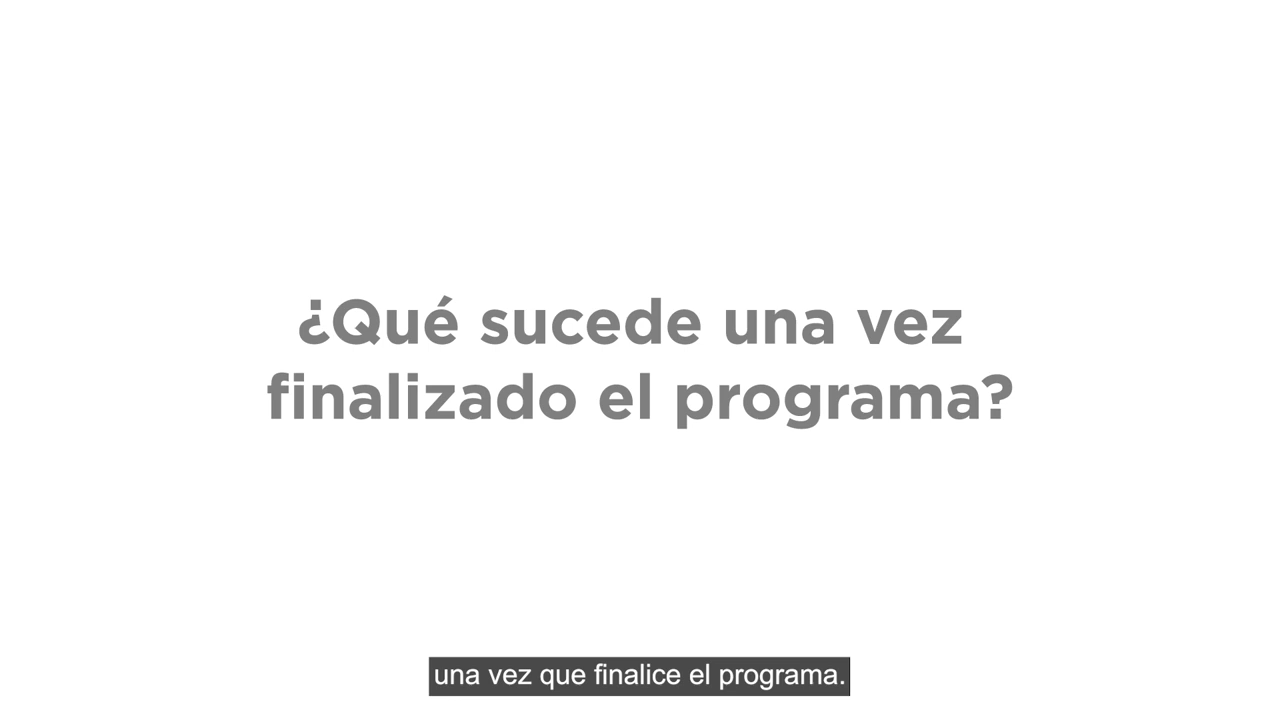 ¿Qué sucede una vez
finalizado el programa?
una vez que finalice el programa.